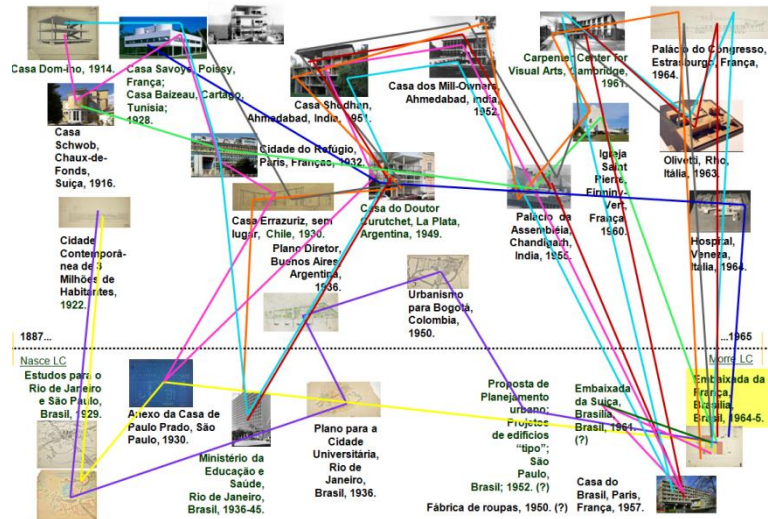 Casa Dom-ino, 1914.
Casa Savoye, Poissy,
França;
Casa Baizeau, Cartago,
Tunísia;
1928.
Casa Shodhan,
Ahmedabad, India, 1951.
Casa dos Mill-Owners,
Ahmedabad, India,
1952.
Carpenter Center for
Visual Arts, Cambridge,
1961.
Palácio do Congresso,
Estrasburgo, França,
1964.
Casa
Schwob,
Chaux-de-
Fonds,
Suiça, 1916.
Cidade do Refúgio,
Paris, Franças, 1932.
Igreja
Saint
Pierre,
Firminy-
Vert,
França.
1960.
Olivetti, Rho,
Itália, 1963.
Cidade
Contemporâ-
nea de 3
Milhões de
Habitantes,
1922.
Casa Errazuriz, sem
lugar, Chile, 1930.
Plano Diretor,
Buenos Aires,
Argentina,
1936.
Casa do Doutor
Curutchet, La Plata,
Argentina, 1949.
Palácio da
Assembléia,
Chandigarh,
India, 1955.
Hospital,
Veneza,
Itália, 1964.
Urbanismo
para Bogotá,
Colombia,
1950.
1887...
...1965
Nasce LC
Morre LC
Estudos para o
Rio de Janeiro
e São Paulo,
Brasil, 1929.
Anexo da Casa de
Paulo Prado, São
Paulo, 1930.
Ministério da
Educação e
Saúde,
Rio de Janeiro,
Brasil, 1936-45.
Plano para a
Cidade
Universitária,
Rio de
Janeiro,
Brasil, 1936.
Proposta de
Planejamento
urbano;
Projetos
de edifícios
“tipo”;
São
Paulo,
Brasil; 1952. (?)
Fábrica de roupas, 1950. (?)
Embaixada
da Suiça,
Brasília,
Brasil, 1961.
(?)
Casa do
Brasil, Paris,
França, 1957.
Embaixada da
França,
Brasília,
Brasil, 1964-5.